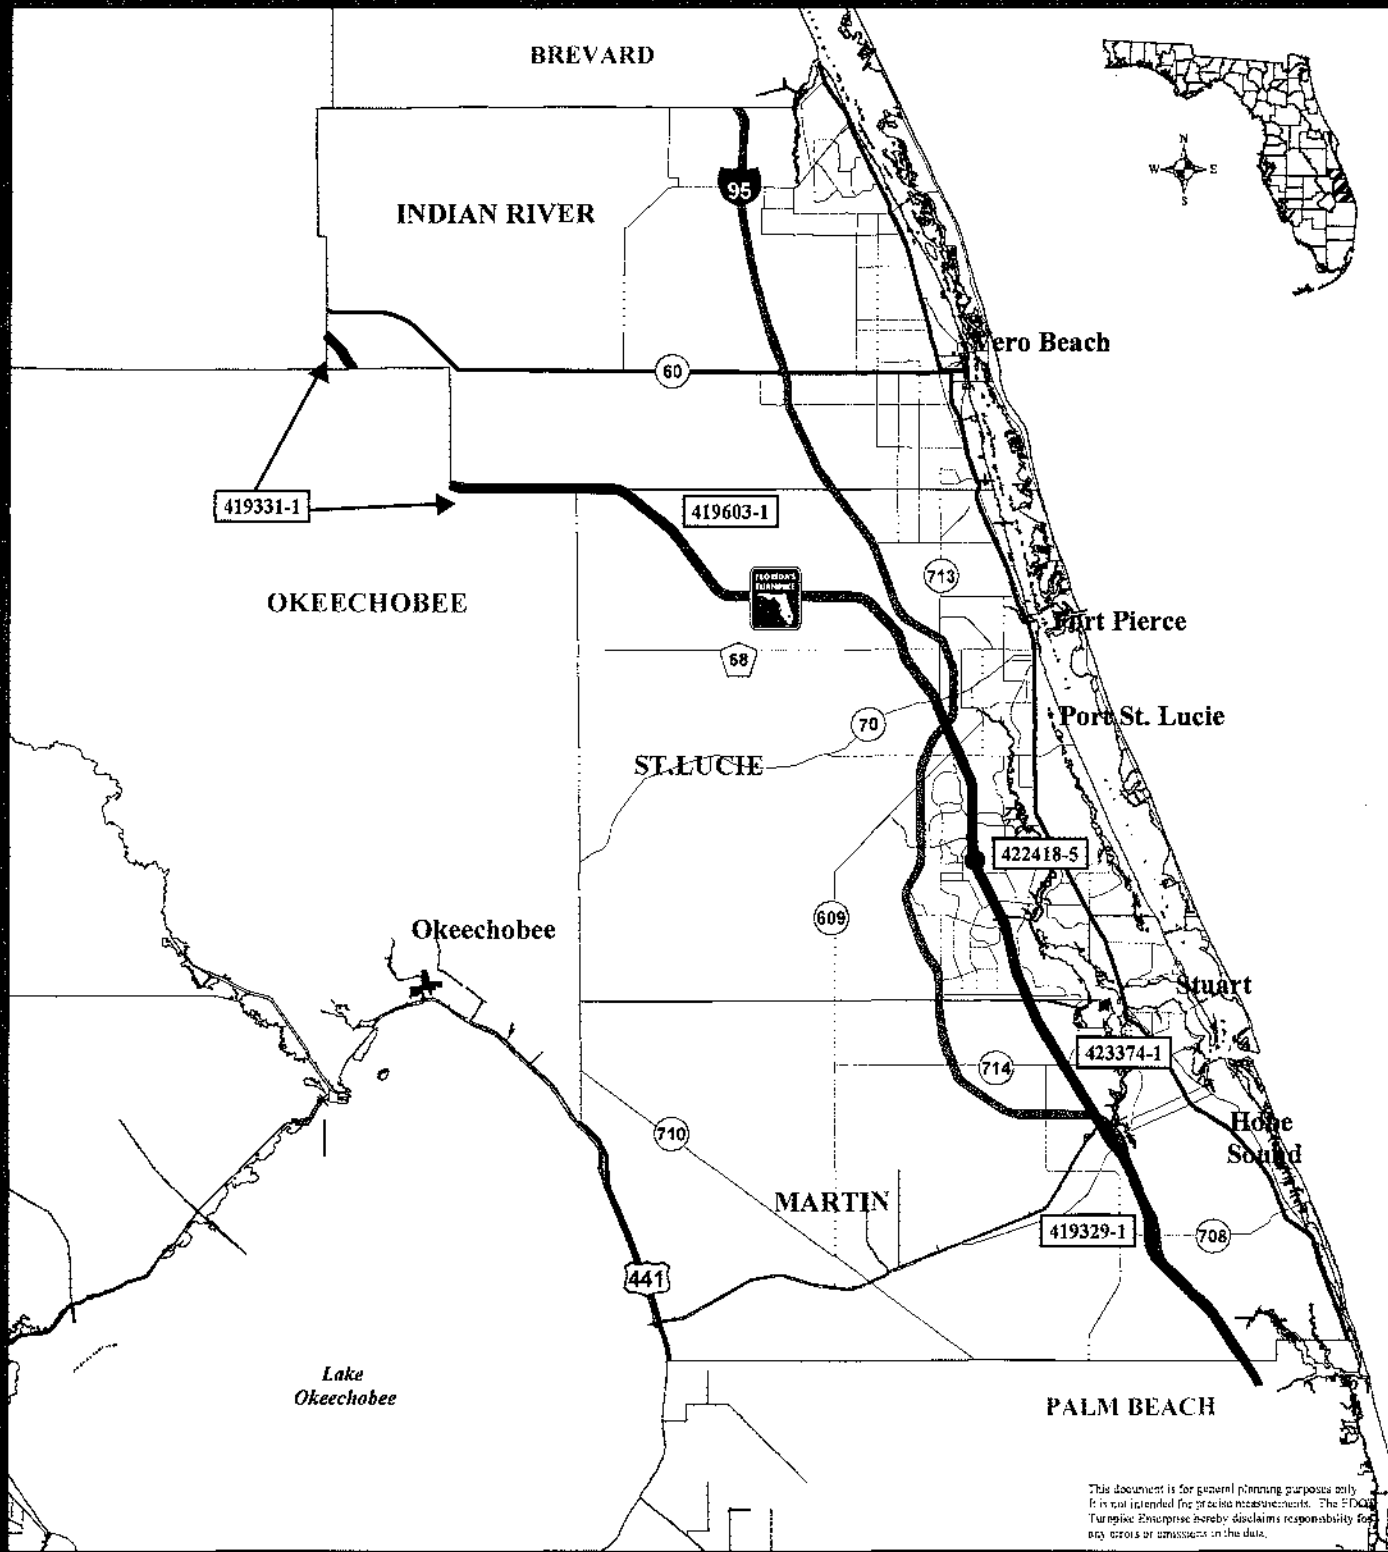 BREVARD
N
W E
S
95
INDIAN RIVER
Vero Beach
60
419331-1
419603-1
713
FLORIDA'S
TURNPIKE
OKEECHOBEE
Fort Pierce
68
70
Port St. Lucie
ST.LUCIE
422418-5
609
Okeechobee
Stuart
423374-1
714
710
Hobe
Sound
MARTIN
419329-1
708
441
Lake
Okeechobee
PALM BEACH
This document is for general planning purposes only
It is not intended for precise measurements. The FDOT
Turnpike Enterprise hereby disclaims responsibility for
any errors or omissions in the data.